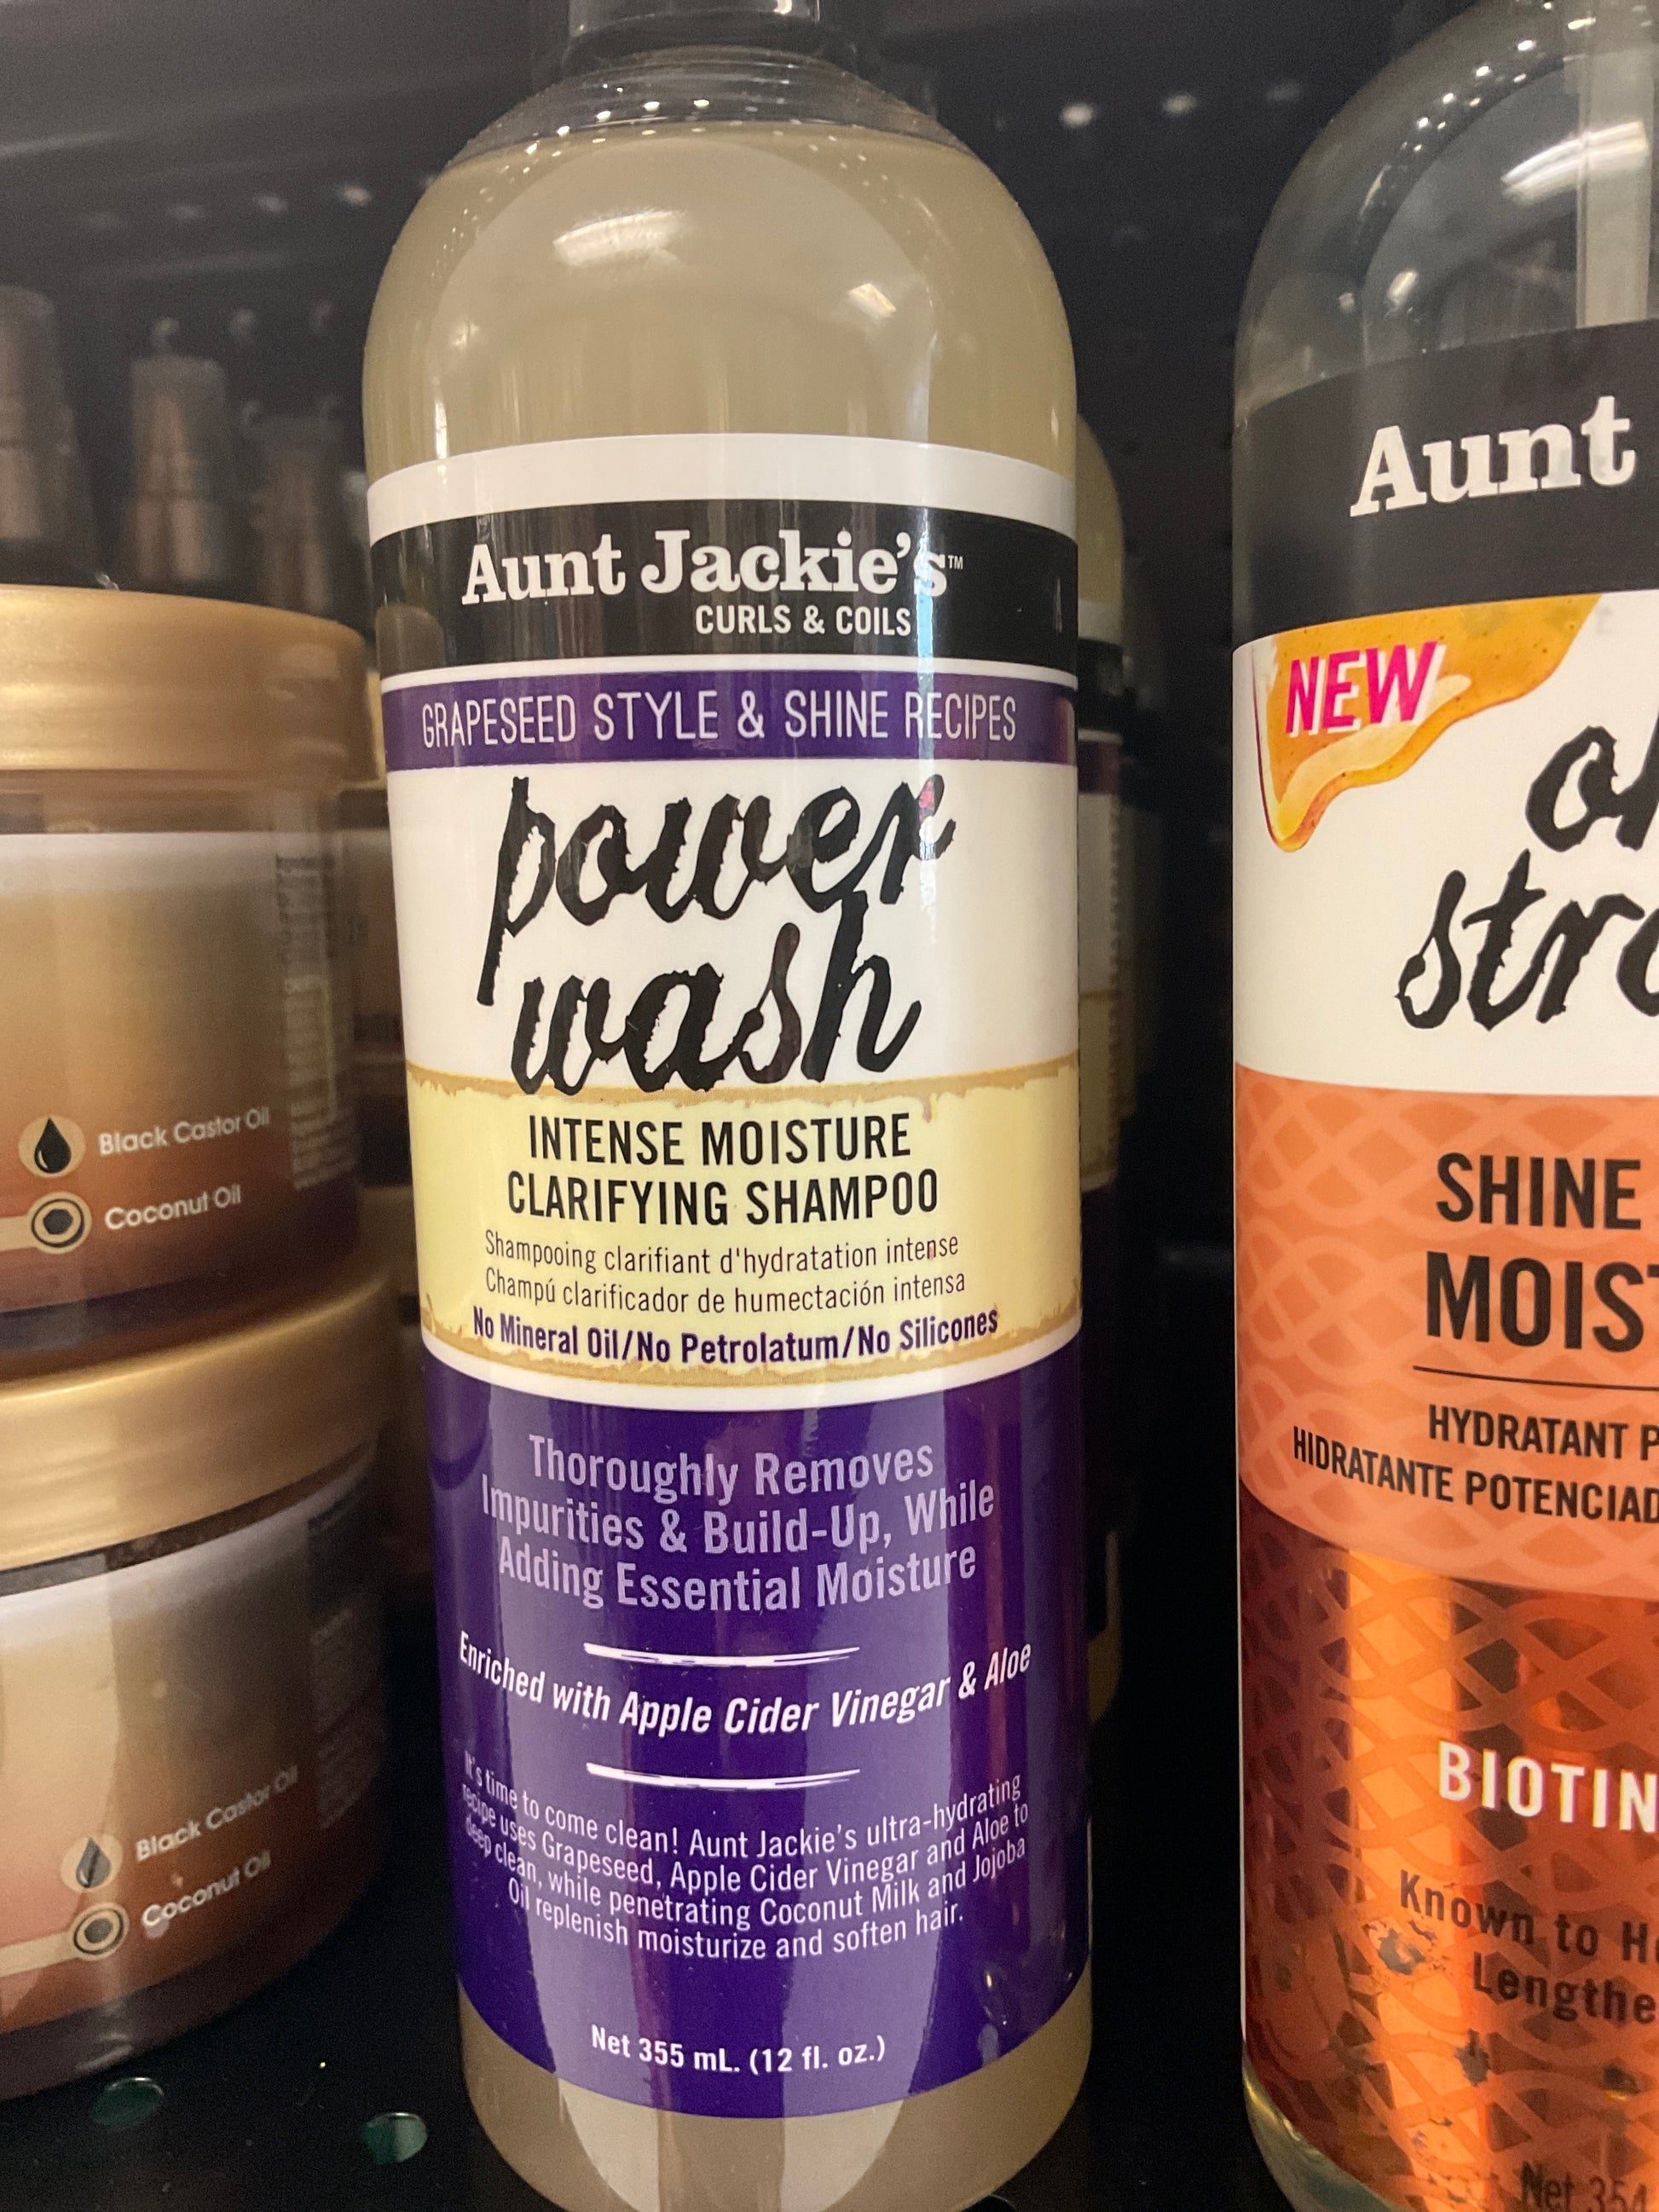 Aunt Jackie's™
CURLS & COILS
GRAPESEED STYLE & SHINE RECIPES
power
wash
INTENSE MOISTURE
CLARIFYING SHAMPOO
Shampooing clarifiant d'hydratation intense
Champú clarificador de humectación intensa
No Mineral Oil/No Petrolatum/No Silicones
Thoroughly Removes
Impurities & Build-Up, While
Adding Essential Moisture
Enriched with Apple Cider Vinegar & Aloe
It's time to come clean! Aunt Jackie's ultra-hydrating
recipe uses Grapeseed, Apple Cider Vinegar and Aloe to
deep clean, while penetrating Coconut Milk and Jojoba
Oil replenish moisturize and soften hair.
Net 355 mL. (12 fl. oz.)
Black Castor Oil
Coconut Oil
Black Castor Oil
Coconut Oil
Aunt
NEW
SHINE
MOIS
HYDRATANT P
HIDRATANTE POTENCIAD
BIOTIN
Known to H
Lengthe
Net 354